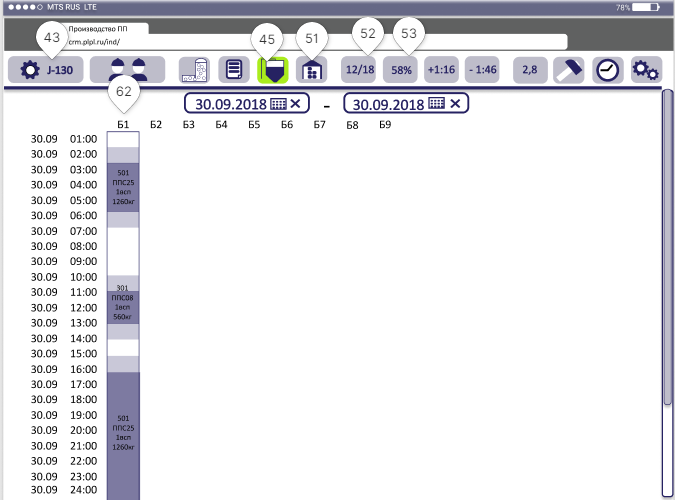 MTS RUS LTE
78%
Производство ПП
crm.plpl.ru/ind/
43
45
51
52
53
J-130
12/18
58%
+1:16
- 1:46
2,8
62
30.09.2018 × - 30.09.2018 ×
Б1 Б2 Б3 Б4 Б5 Б6 Б7 Б8 Б9
30.09 01:00
30.09 02:00
30.09 03:00
30.09 04:00
30.09 05:00
30.09 06:00
30.09 07:00
30.09 08:00
30.09 09:00
30.09 10:00
30.09 11:00
30.09 12:00
30.09 13:00
30.09 14:00
30.09 15:00
30.09 16:00
30.09 17:00
30.09 18:00
30.09 19:00
30.09 20:00
30.09 21:00
30.09 22:00
30.09 23:00
30.09 24:00
501
ППС25
1всп
1260кг
301
ППС08
1всп
560кг
501
ППС25
1всп
1260кг